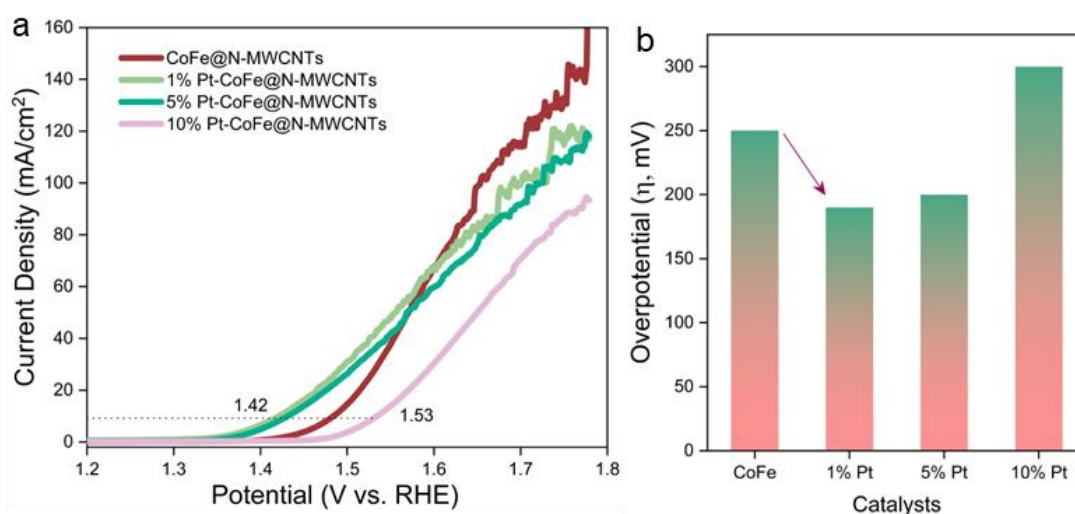 a
160
140
120
100
80
60
40
20
0
Current Density (mA/cm²)
CoFe@N-MWCNTs
1% Pt-CoFe@N-MWCNTs
5% Pt-CoFe@N-MWCNTs
10% Pt-CoFe@N-MWCNTs
1.42
1.53
1.2 1.3 1.4 1.5 1.6 1.7 1.8
Potential (V vs. RHE)
b
300
250
200
150
100
50
0
Overpotential (η, mV)
CoFe 1% Pt 5% Pt 10% Pt
Catalysts